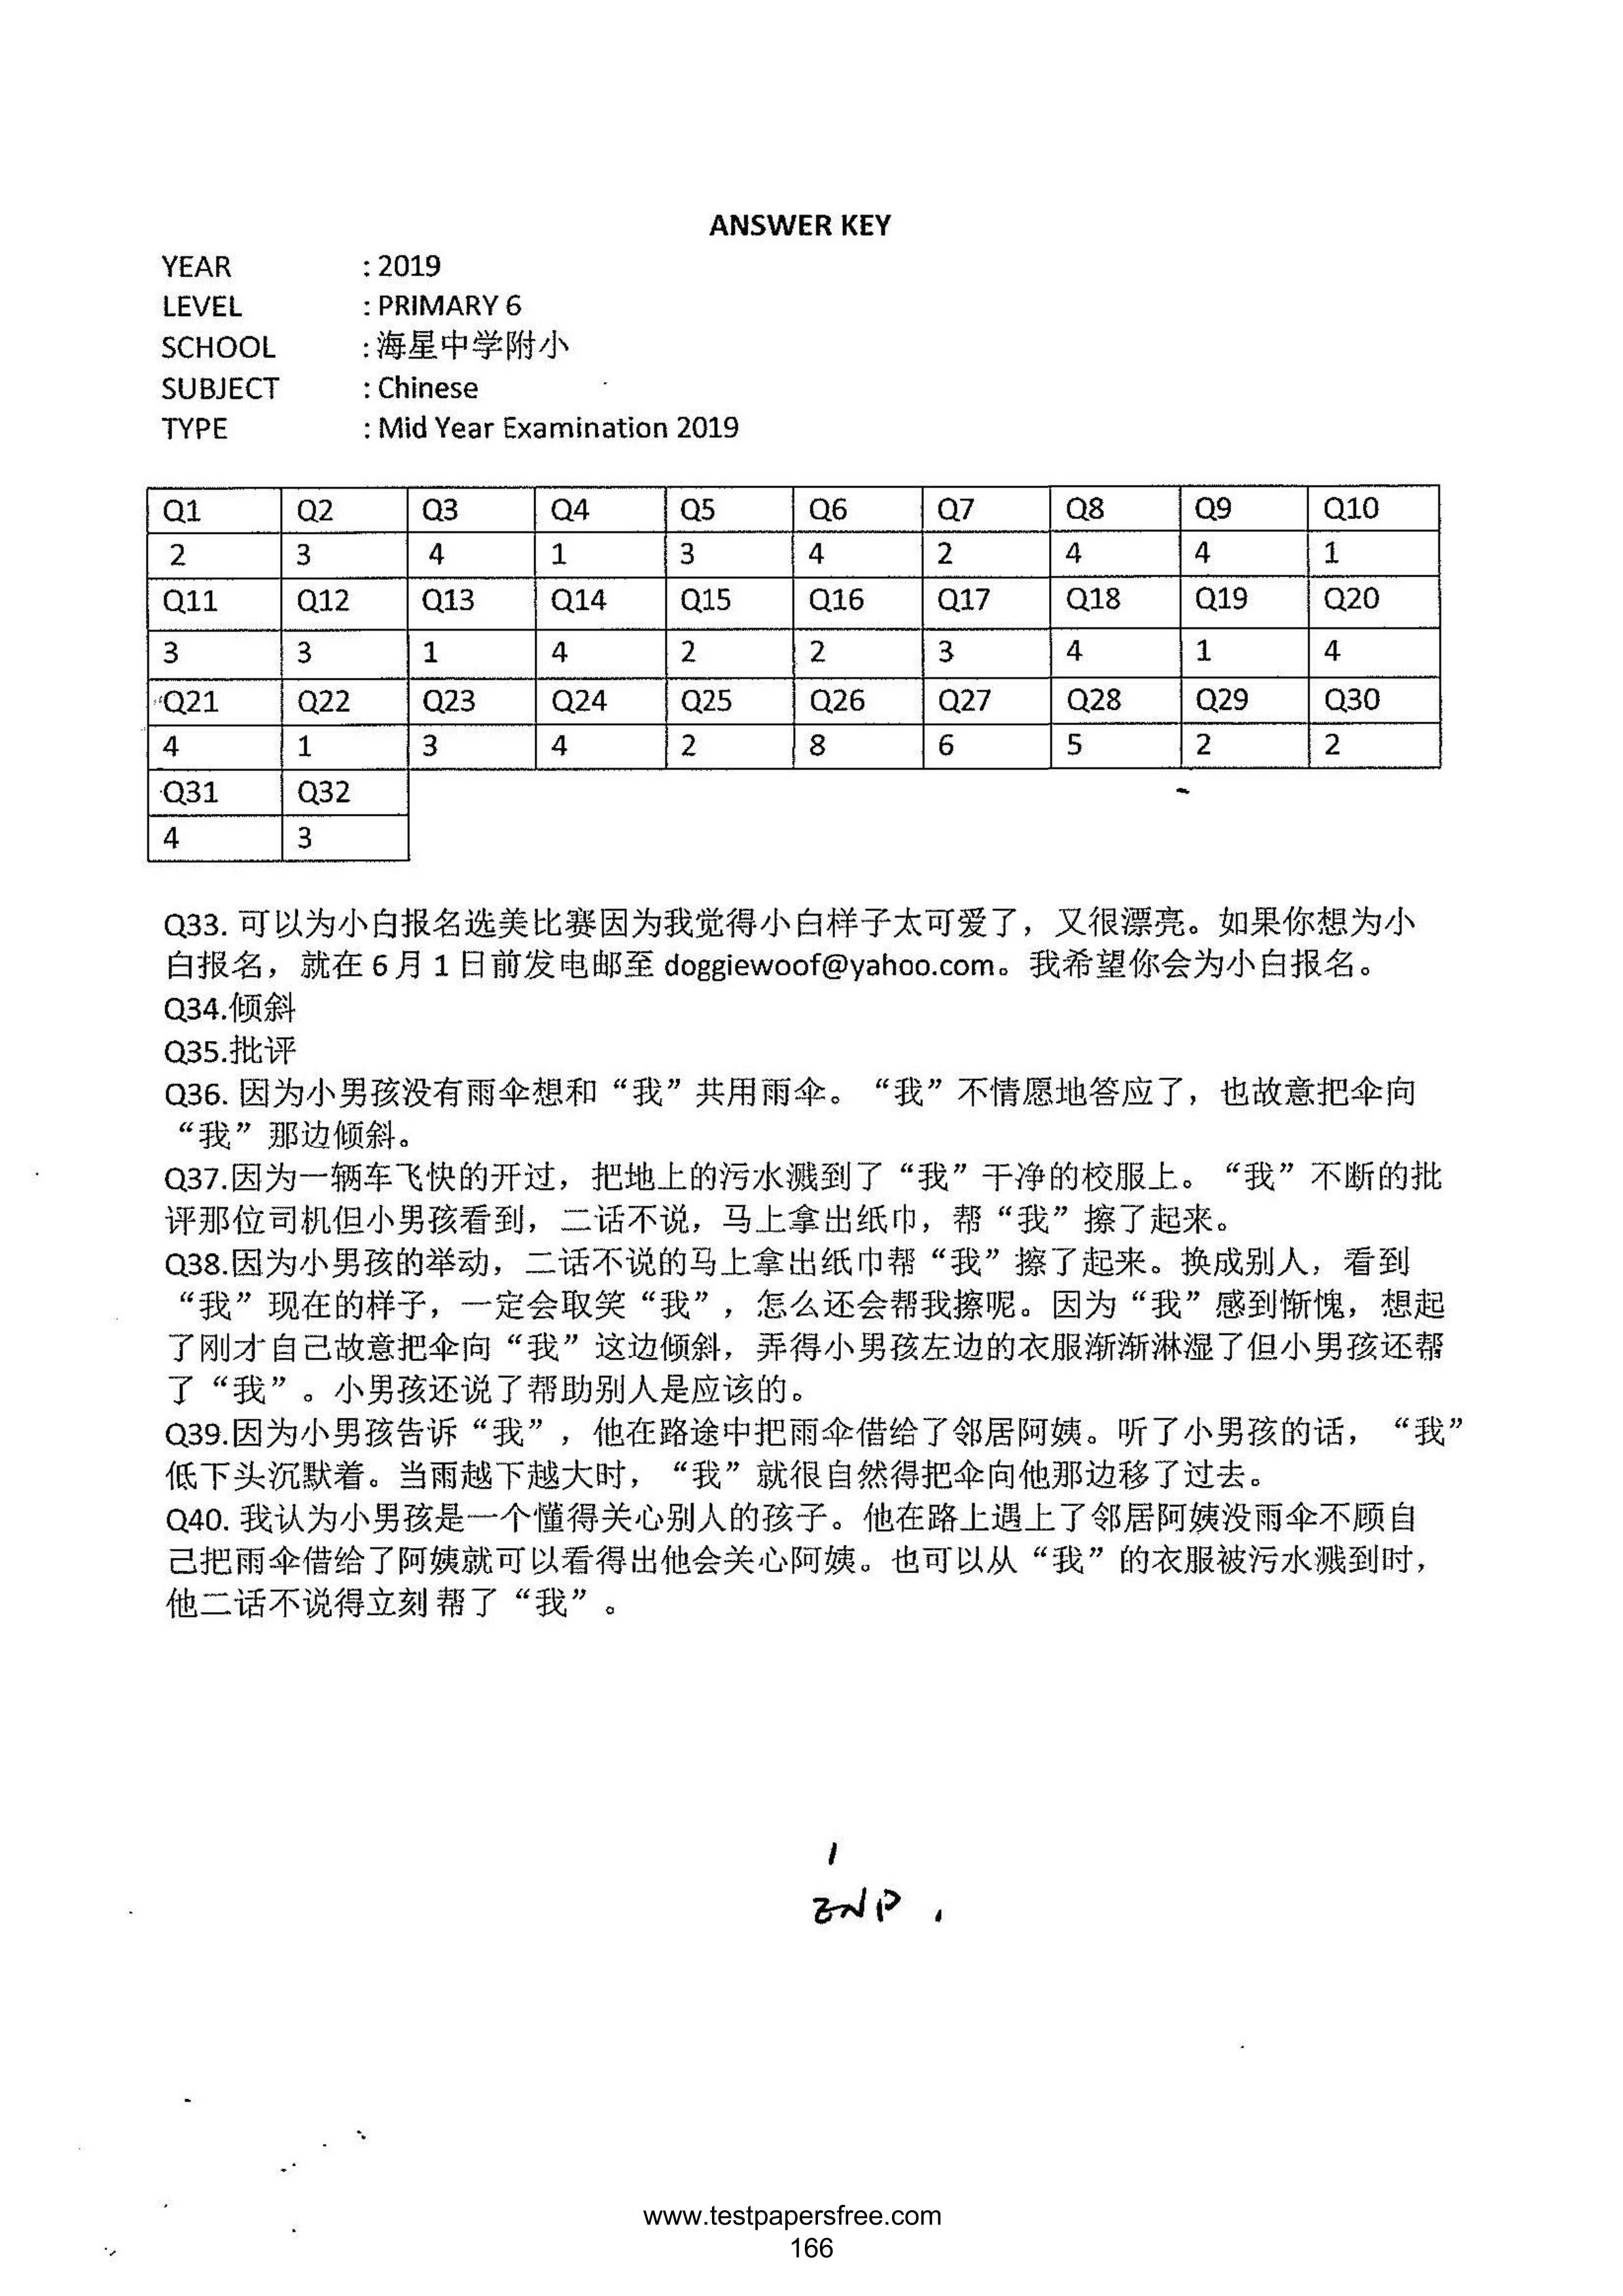 ANSWER KEY
YEAR : 2019
LEVEL : PRIMARY 6
SCHOOL : 海星中学附小
SUBJECT : Chinese
TYPE : Mid Year Examination 2019
Q1 Q2 Q3 Q4 Q5 Q6 Q7 Q8 Q9 Q10
2 3 4 1 3 4 2 4 4 1
Q11 Q12 Q13 Q14 Q15 Q16 Q17 Q18 Q19 Q20
3 3 1 4 2 2 3 4 1 4
Q21 Q22 Q23 Q24 Q25 Q26 Q27 Q28 Q29 Q30
4 1 3 4 2 8 6 5 2 2
Q31 Q32
4 3
Q33. 可以为小白报名选美比赛因为我觉得小白样子太可爱了，又很漂亮。如果你想为小
白报名，就在 6 月 1 日前发电邮至 doggiewoof@yahoo.com。我希望你会为小白报名。
Q34.倾斜
Q35.批评
Q36. 因为小男孩没有雨伞想和“我”共用雨伞。“我”不情愿地答应了，也故意把伞向
“我”那边倾斜。
Q37.因为一辆车飞快的开过，把地上的污水溅到了“我”干净的校服上。“我”不断的批
评那位司机但小男孩看到，二话不说，马上拿出纸巾，帮“我”擦了起来。
Q38.因为小男孩的举动，二话不说的马上拿出纸巾帮“我”擦了起来。换成别人，看到
“我”现在的样子，一定会取笑“我”，怎么还会帮我擦呢。因为“我”感到惭愧，想起
了刚才自己故意把伞向“我”这边倾斜，弄得小男孩左边的衣服渐渐淋湿了但小男孩还帮
了“我”。小男孩还说了帮助别人是应该的。
Q39.因为小男孩告诉“我”，他在路途中把雨伞借给了邻居阿姨。听了小男孩的话，“我”
低下头沉默着。当雨越下越大时，“我”就很自然得把伞向他那边移了过去。
Q40. 我认为小男孩是一个懂得关心别人的孩子。他在路上遇上了邻居阿姨没雨伞不顾自
己把雨伞借给了阿姨就可以看得出他会关心阿姨。也可以从“我”的衣服被污水溅到时，
他二话不说得立刻 帮了“我”。
www.testpapersfree.com
166